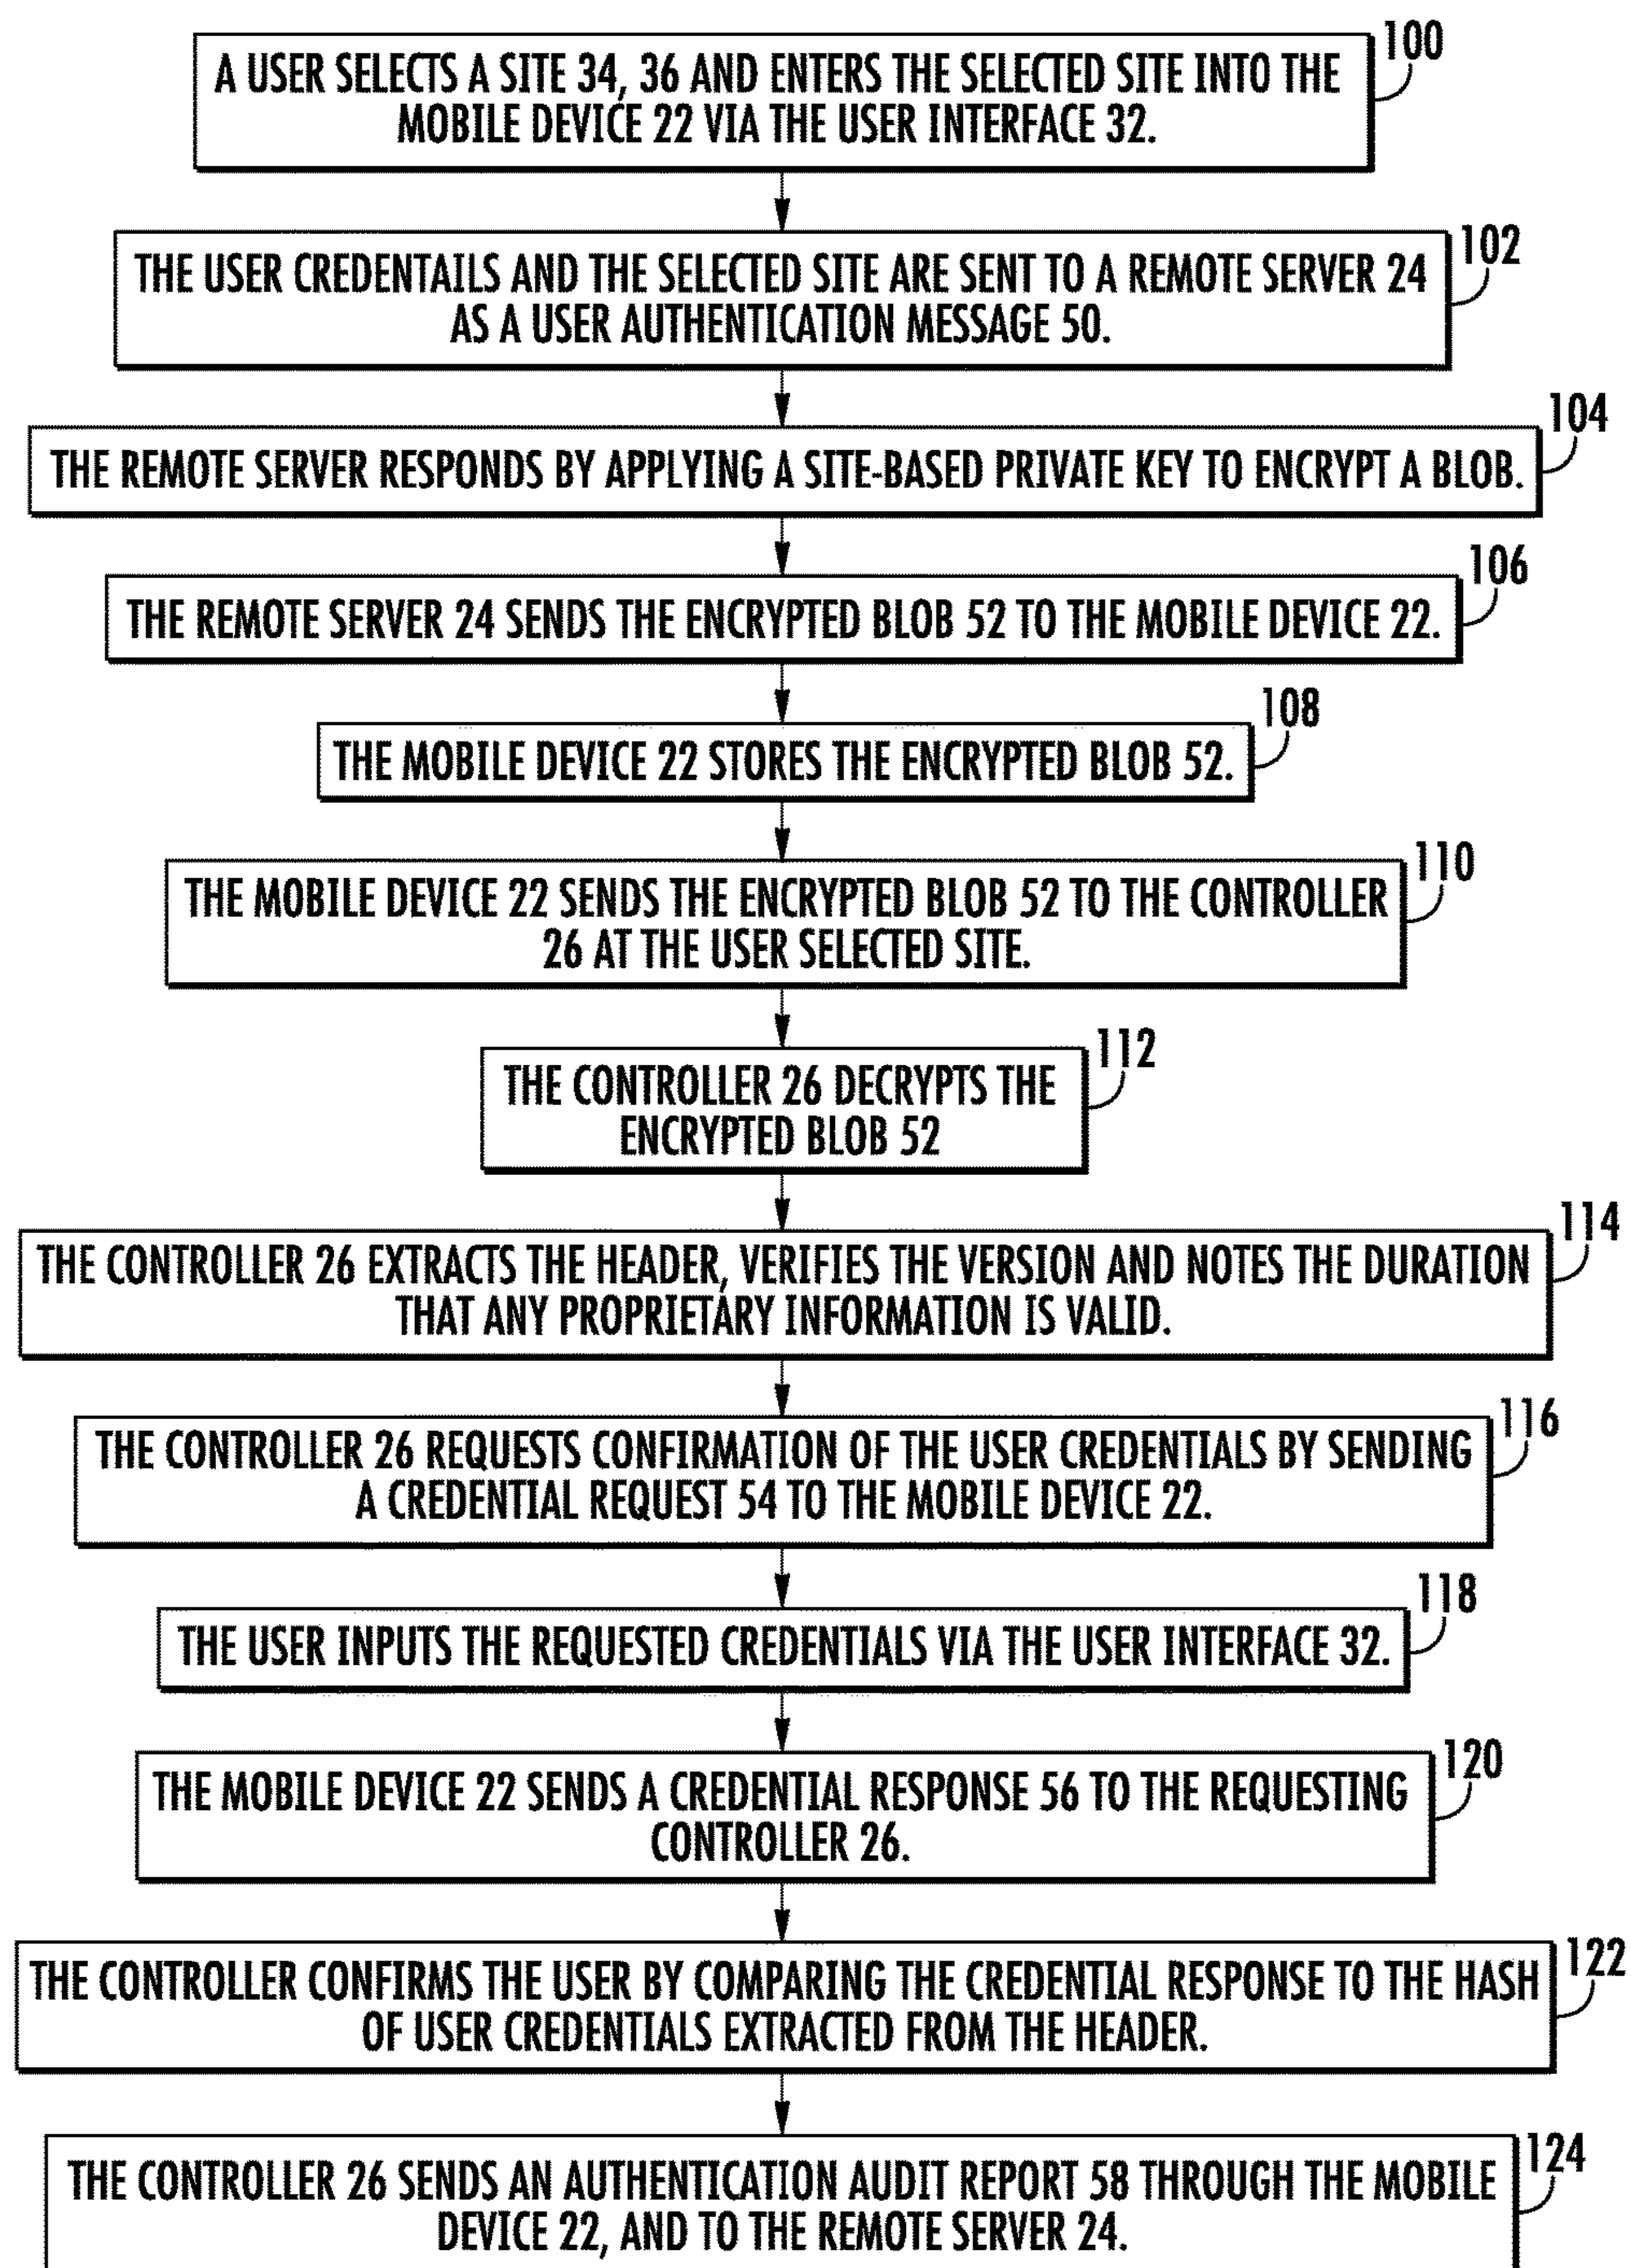 100
A USER SELECTS A SITE 34, 36 AND ENTERS THE SELECTED SITE INTO THE
MOBILE DEVICE 22 VIA THE USER INTERFACE 32.
102
THE USER CREDENTAILS AND THE SELECTED SITE ARE SENT TO A REMOTE SERVER 24
AS A USER AUTHENTICATION MESSAGE 50.
104
THE REMOTE SERVER RESPONDS BY APPLYING A SITE-BASED PRIVATE KEY TO ENCRYPT A BLOB.
106
THE REMOTE SERVER 24 SENDS THE ENCRYPTED BLOB 52 TO THE MOBILE DEVICE 22.
108
THE MOBILE DEVICE 22 STORES THE ENCRYPTED BLOB 52.
110
THE MOBILE DEVICE 22 SENDS THE ENCRYPTED BLOB 52 TO THE CONTROLLER
26 AT THE USER SELECTED SITE.
112
THE CONTROLLER 26 DECRYPTS THE
ENCRYPTED BLOB 52
114
THE CONTROLLER 26 EXTRACTS THE HEADER, VERIFIES THE VERSION AND NOTES THE DURATION
THAT ANY PROPRIETARY INFORMATION IS VALID.
116
THE CONTROLLER 26 REQUESTS CONFIRMATION OF THE USER CREDENTIALS BY SENDING
A CREDENTIAL REQUEST 54 TO THE MOBILE DEVICE 22.
118
THE USER INPUTS THE REQUESTED CREDENTIALS VIA THE USER INTERFACE 32.
120
THE MOBILE DEVICE 22 SENDS A CREDENTIAL RESPONSE 56 TO THE REQUESTING
CONTROLLER 26.
122
THE CONTROLLER CONFIRMS THE USER BY COMPARING THE CREDENTIAL RESPONSE TO THE HASH
OF USER CREDENTIALS EXTRACTED FROM THE HEADER.
124
THE CONTROLLER 26 SENDS AN AUTHENTICATION AUDIT REPORT 58 THROUGH THE MOBILE
DEVICE 22, AND TO THE REMOTE SERVER 24.